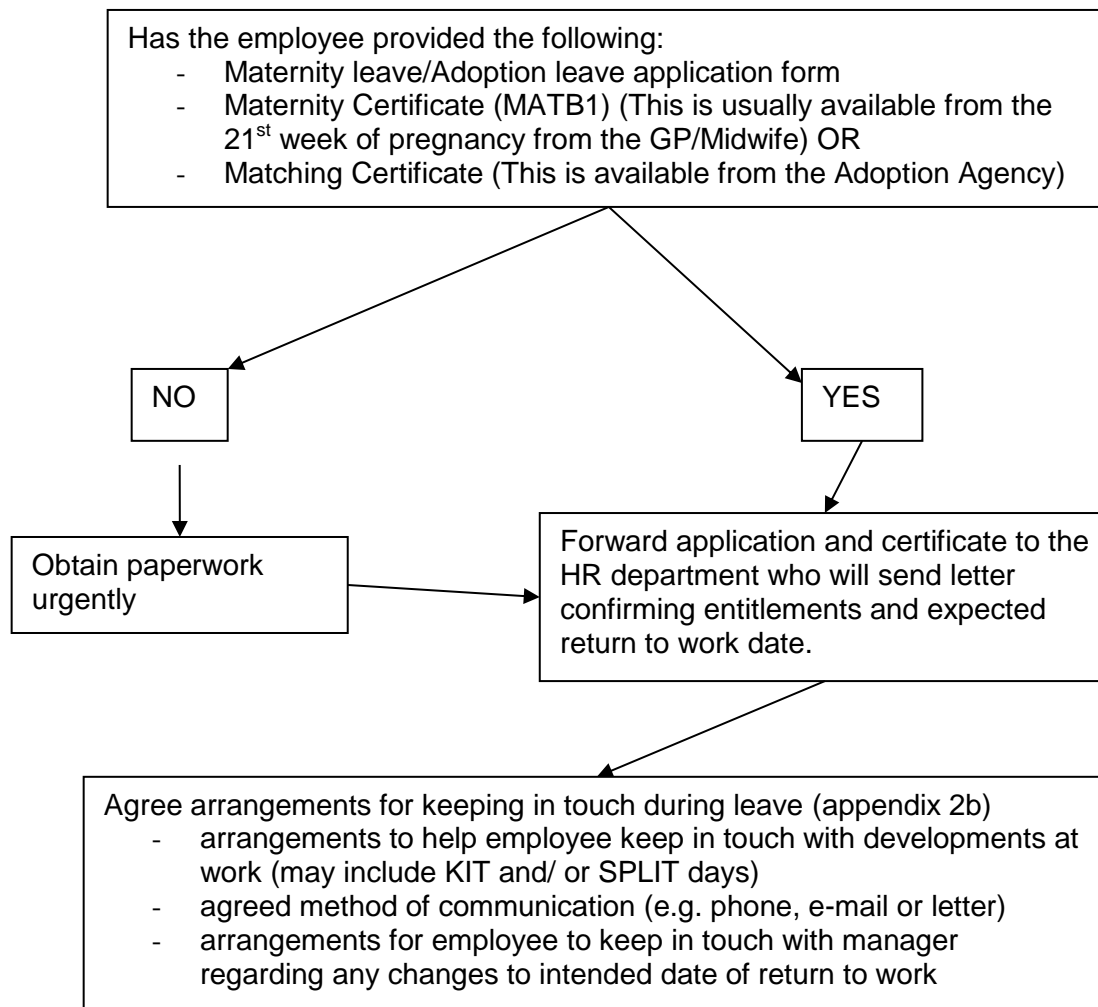 Has the employee provided the following:
- Maternity leave/Adoption leave application form
- Maternity Certificate (MATB1) (This is usually available from the
21st week of pregnancy from the GP/Midwife) OR
- Matching Certificate (This is available from the Adoption Agency)
NO
YES
Obtain paperwork
urgently
Forward application and certificate to the
HR department who will send letter
confirming entitlements and expected
return to work date.
Agree arrangements for keeping in touch during leave (appendix 2b)
- arrangements to help employee keep in touch with developments at
work (may include KIT and/ or SPLIT days)
- agreed method of communication (e.g. phone, e-mail or letter)
- arrangements for employee to keep in touch with manager
regarding any changes to intended date of return to work